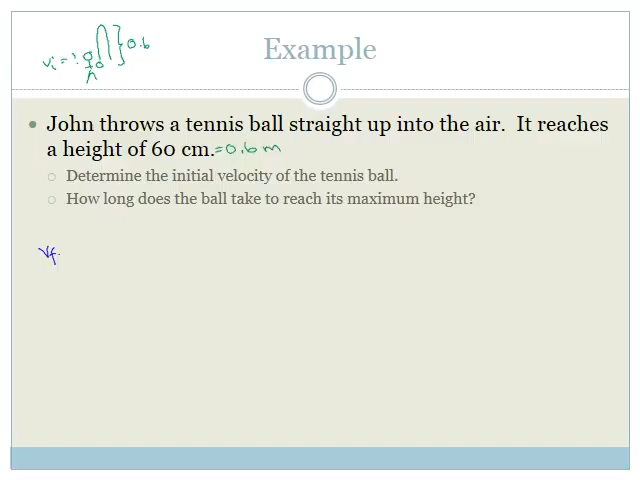 Example
vi = ? } 0.6
John throws a tennis ball straight up into the air. It reaches
a height of 60 cm. = 0.6 m
Determine the initial velocity of the tennis ball.
How long does the ball take to reach its maximum height?
Vf